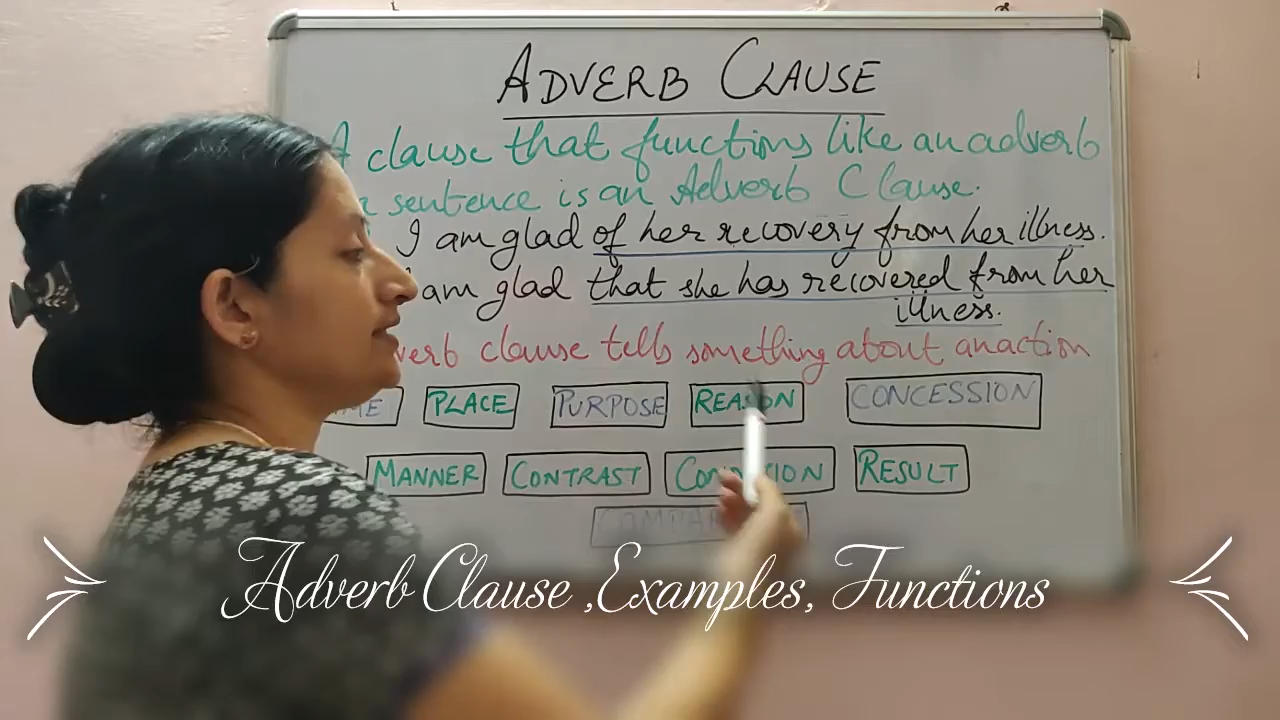 ADVERB CLAUSE
A clause that functions like an adverb
sentence is an Adverb Clause.
I am glad of her recovery from her illness.
am glad that she has recovered from her
illness.
clause tells something about an action
PLACE PURPOSE REASON CONCESSION
MANNER CONTRAST CONDITION RESULT
Adverb Clause ,Examples, Functions